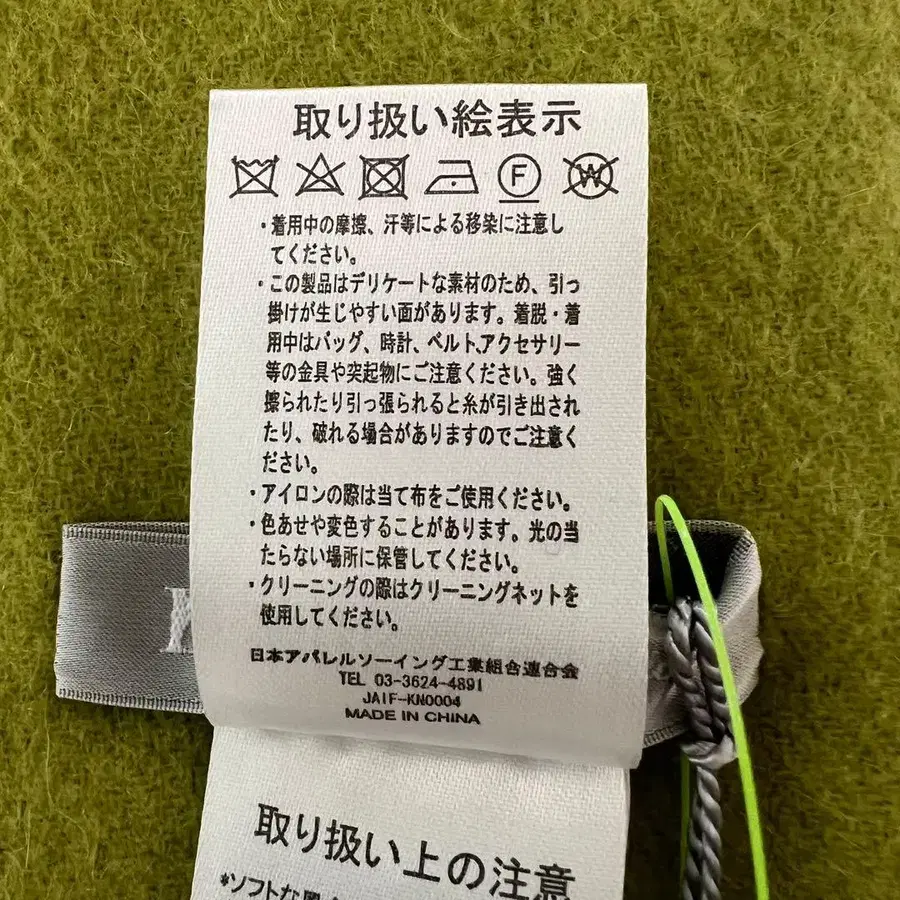 取り扱い絵表示
F W
・着用中の摩擦、汗等による移染に注意し
てください。
・この製品はデリケートな素材のため、引っ
掛けが生じやすい面があります。着脱・着
用中はバッグ、時計、ベルト、アクセサリー
等の金具や突起物にご注意ください。強く
擦られたり引っ張られると糸が引き出され
たり、破れる場合がありますのでご注意く
ださい。
・アイロンの際は当て布をご使用ください。
・色あせや変色することがあります。光の当
たらない場所に保管してください。
・クリーニングの際はクリーニングネットを
使用してください。
日本アパレルソーイング工業組合連合会
TEL 03-3624-4891
JAIF-KN0004
MADE IN CHINA
取り扱い上の注意
*ソフトな風